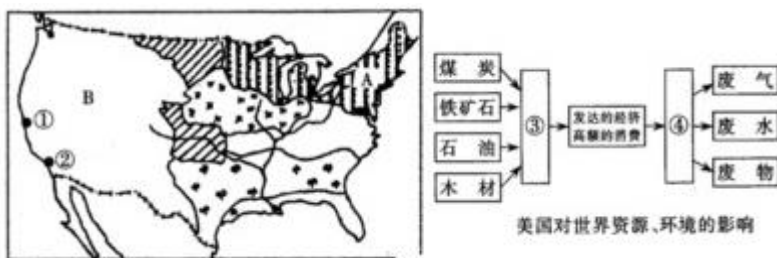 A
B
①
②
煤炭
铁矿石
石油
木材
③
发达的经济
高额的消费
④
废气
废水
废物
美国对世界资源、环境的影响